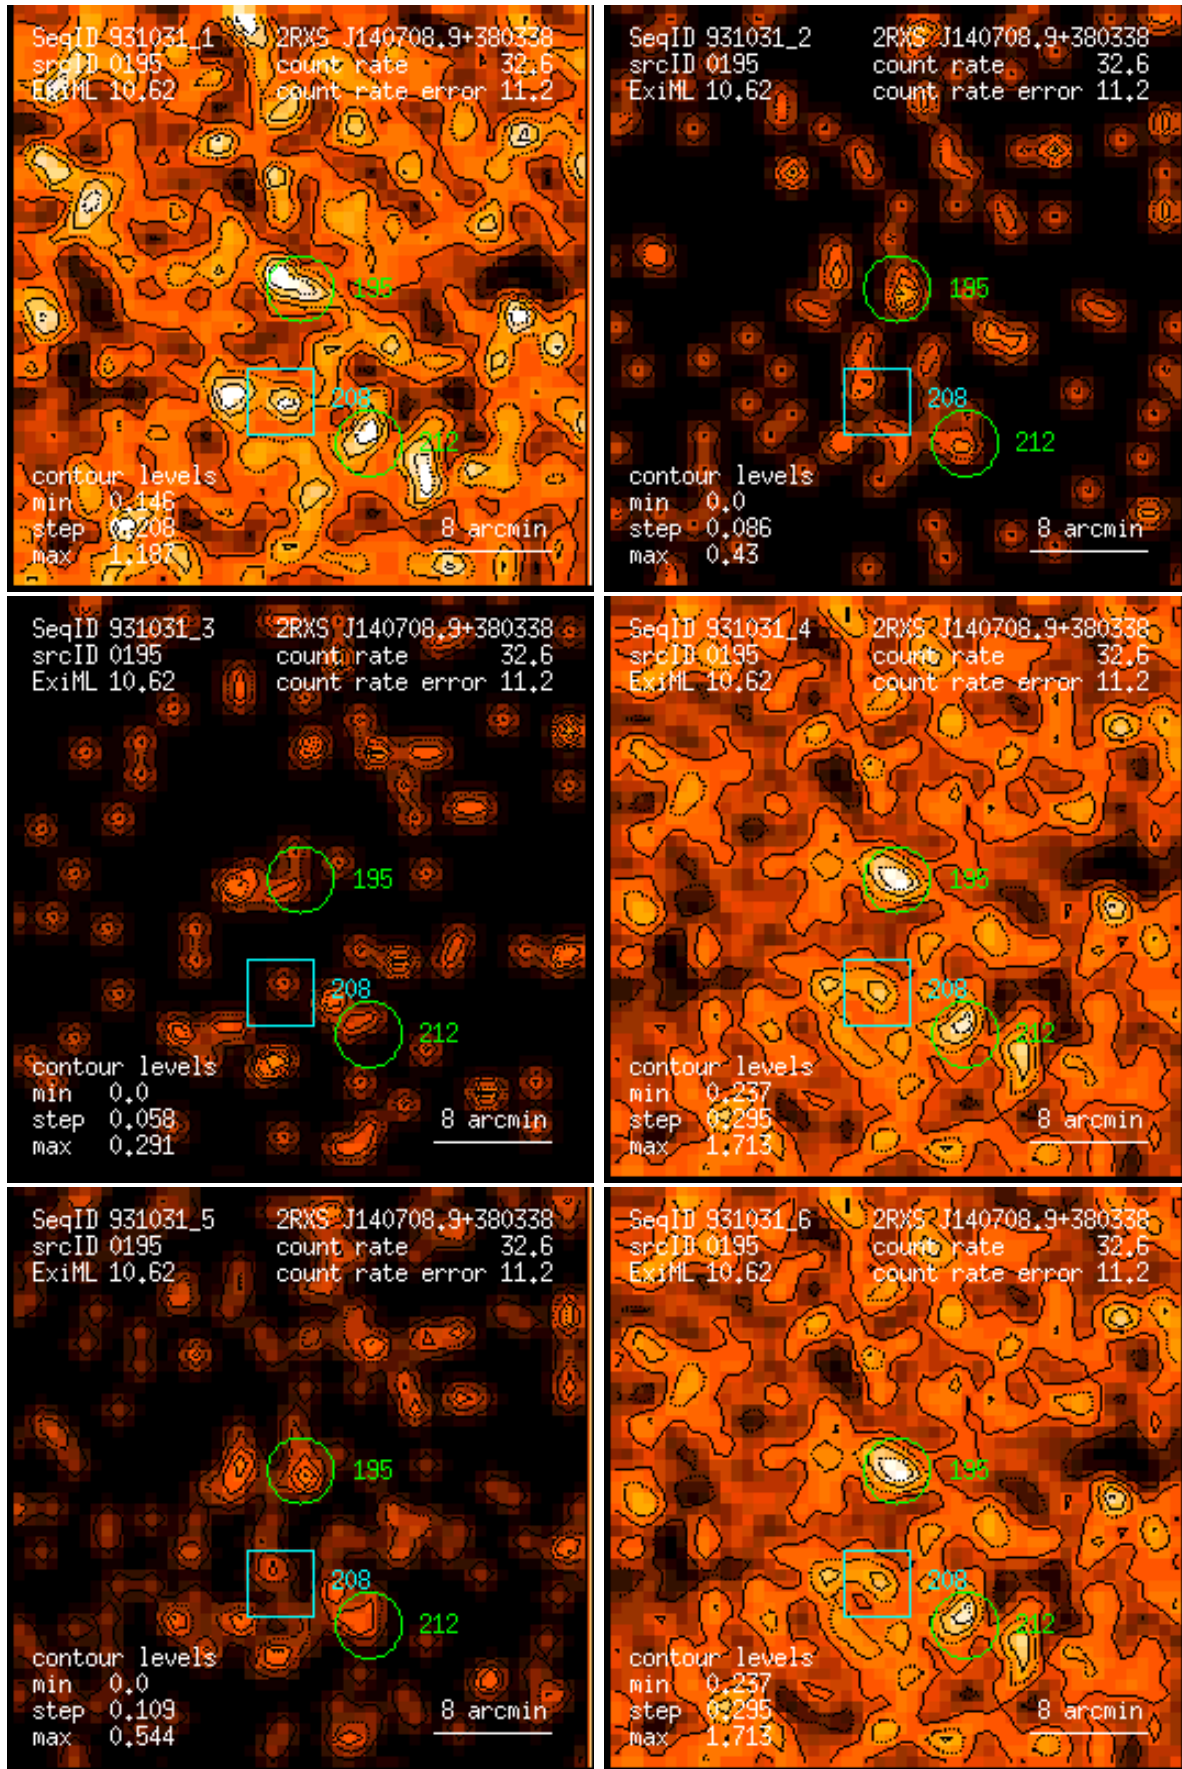 SeqID 931031_1 2RXS J140708.9+380338
srcID 0195 count rate 32.6
ExiML 10.62 count rate error 11.2
195
208
212
contour levels
min 0.146
step 0.208
max 1.187
8 arcmin
SeqID 931031_2 2RXS J140708.9+380338
srcID 0195 count rate 32.6
ExiML 10.62 count rate error 11.2
195
208
212
contour levels
min 0.0
step 0.086
max 0.43
8 arcmin
SeqID 931031_3 2RXS J140708.9+380338
srcID 0195 count rate 32.6
ExiML 10.62 count rate error 11.2
195
208
212
contour levels
min 0.0
step 0.058
max 0.291
8 arcmin
SeqID 931031_4 2RXS J140708.9+380338
srcID 0195 count rate 32.6
ExiML 10.62 count rate error 11.2
195
208
212
contour levels
min 0.237
step 0.295
max 1.713
8 arcmin
SeqID 931031_5 2RXS J140708.9+380338
srcID 0195 count rate 32.6
ExiML 10.62 count rate error 11.2
195
208
212
contour levels
min 0.0
step 0.109
max 0.544
8 arcmin
SeqID 931031_6 2RXS J140708.9+380338
srcID 0195 count rate 32.6
ExiML 10.62 count rate error 11.2
195
208
212
contour levels
min 0.237
step 0.295
max 1.713
8 arcmin